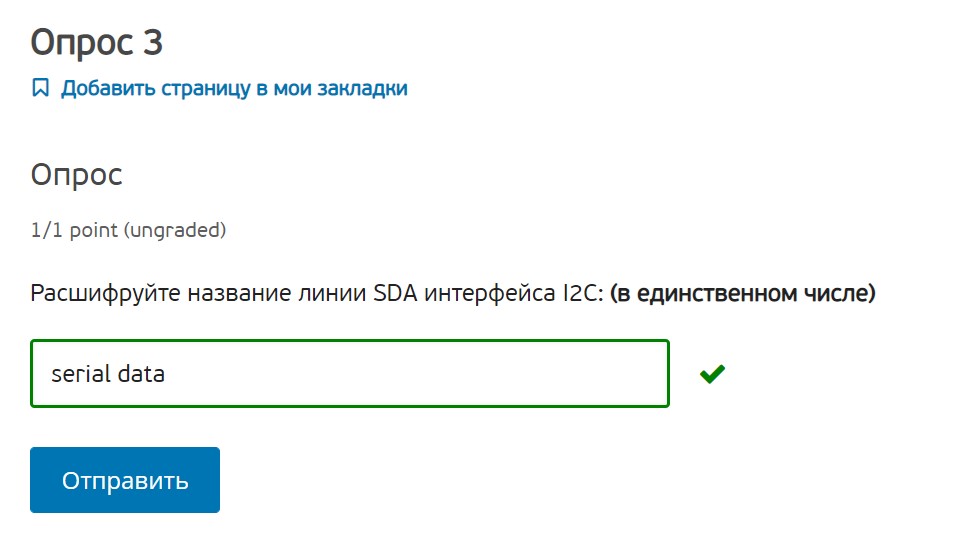 Опрос 3
Добавить страницу в мои закладки
Опрос
1/1 point (ungraded)
Расшифруйте название линии SDA интерфейса I2C: (в единственном числе)
serial data
Отправить